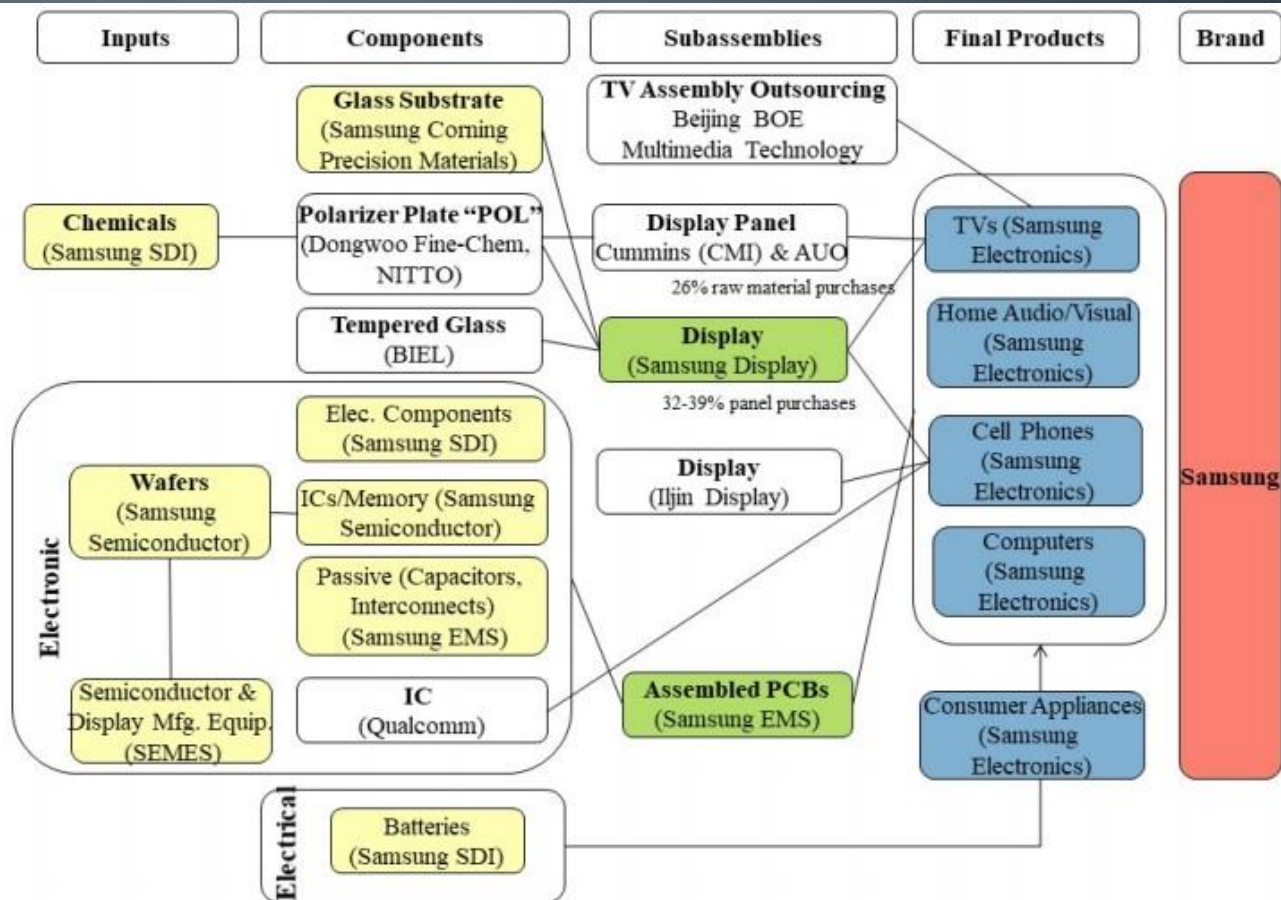 Inputs
Components
Subassemblies
Final Products
Brand
Glass Substrate
(Samsung Corning
Precision Materials)
TV Assembly Outsourcing
Beijing BOE
Multimedia Technology
Chemicals
(Samsung SDI)
Polarizer Plate “POL”
(Dongwoo Fine-Chem,
NITTO)
Display Panel
Cummins (CMI) & AUO
26% raw material purchases
TVs (Samsung
Electronics)
Tempered Glass
(BIEL)
Display
(Samsung Display)
32-39% panel purchases
Home Audio/Visual
(Samsung
Electronics)
Electronic
Elec. Components
(Samsung SDI)
Wafers
(Samsung
Semiconductor)
ICs/Memory (Samsung
Semiconductor)
Display
(Iljin Display)
Cell Phones
(Samsung
Electronics)
Samsung
Passive (Capacitors,
Interconnects)
(Samsung EMS)
Computers
(Samsung
Electronics)
Semiconductor &
Display Mfg. Equip.
(SEMES)
IC
(Qualcomm)
Assembled PCBs
(Samsung EMS)
Consumer Appliances
(Samsung
Electronics)
Electrical
Batteries
(Samsung SDI)